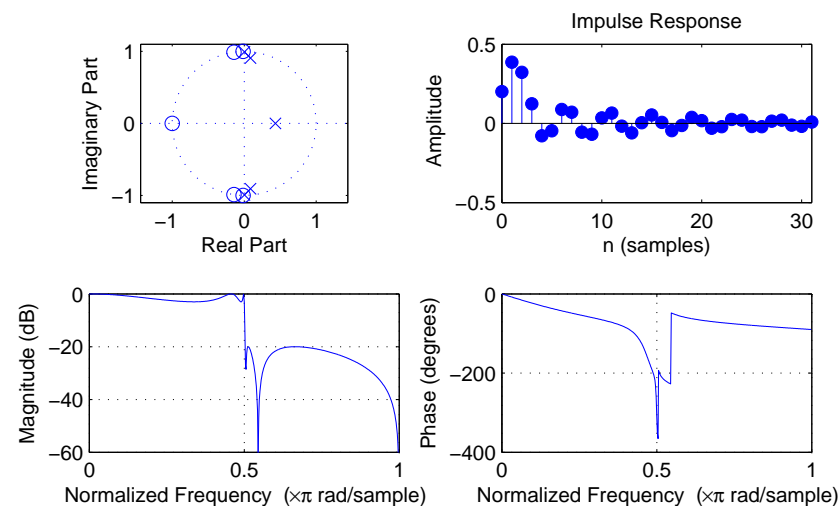 Impulse Response
1
0
−1
Imaginary Part
−1
0
1
Real Part
0.5
0
−0.5
Amplitude
0
10
20
30
n (samples)
0
−20
−40
−60
Magnitude (dB)
0
0.5
1
Normalized Frequency (×π rad/sample)
0
−200
−400
Phase (degrees)
0
0.5
1
Normalized Frequency (×π rad/sample)